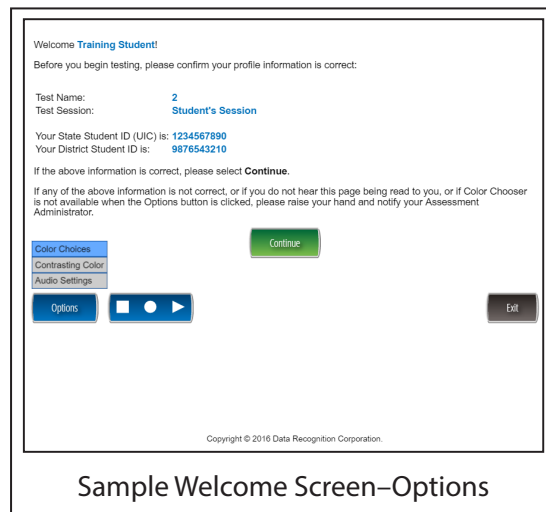 Welcome Training Student!
Before you begin testing, please confirm your profile information is correct:
Test Name: 2
Test Session: Student's Session
Your State Student ID (UIC) is: 1234567890
Your District Student ID is: 9876543210
If the above information is correct, please select Continue.
If any of the above information is not correct, or if you do not hear this page being read to you, or if Color Chooser
is not available when the Options button is clicked, please raise your hand and notify your Assessment
Administrator.
Continue
Color Choices
Contrasting Color
Audio Settings
Options
Exit
Copyright © 2016 Data Recognition Corporation.
Sample Welcome Screen–Options